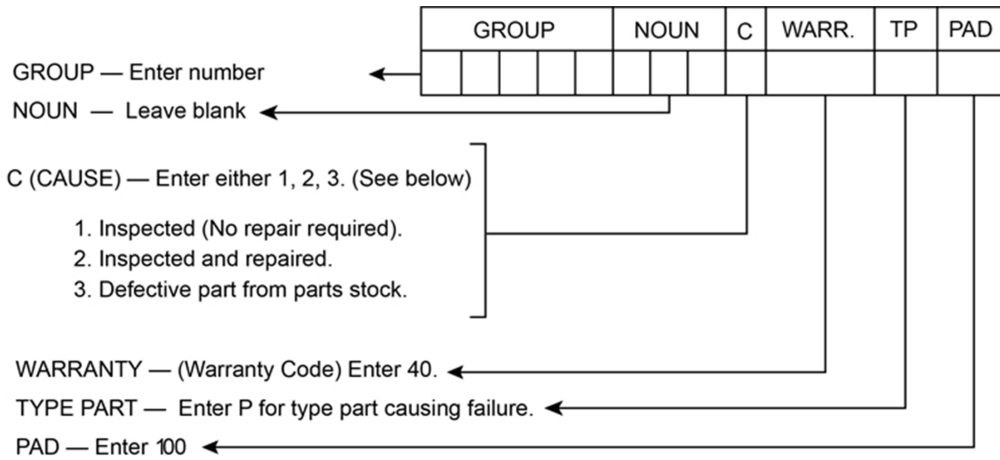 GROUP NOUN C WARR. TP PAD
GROUP — Enter number
NOUN — Leave blank
C (CAUSE) — Enter either 1, 2, 3. (See below)
1. Inspected (No repair required).
2. Inspected and repaired.
3. Defective part from parts stock.
WARRANTY — (Warranty Code) Enter 40.
TYPE PART — Enter P for type part causing failure.
PAD — Enter 100